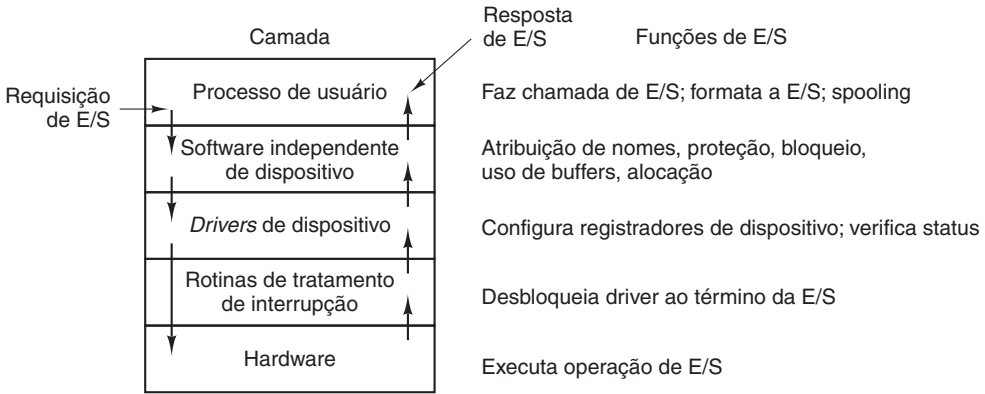 Resposta
de E/S
Camada
Funções de E/S
Requisição
de E/S
Processo de usuário
Faz chamada de E/S; formata a E/S; spooling
Software independente
de dispositivo
Atribuição de nomes, proteção, bloqueio,
uso de buffers, alocação
Drivers de dispositivo
Configura registradores de dispositivo; verifica status
Rotinas de tratamento
de interrupção
Desbloqueia driver ao término da E/S
Hardware
Executa operação de E/S